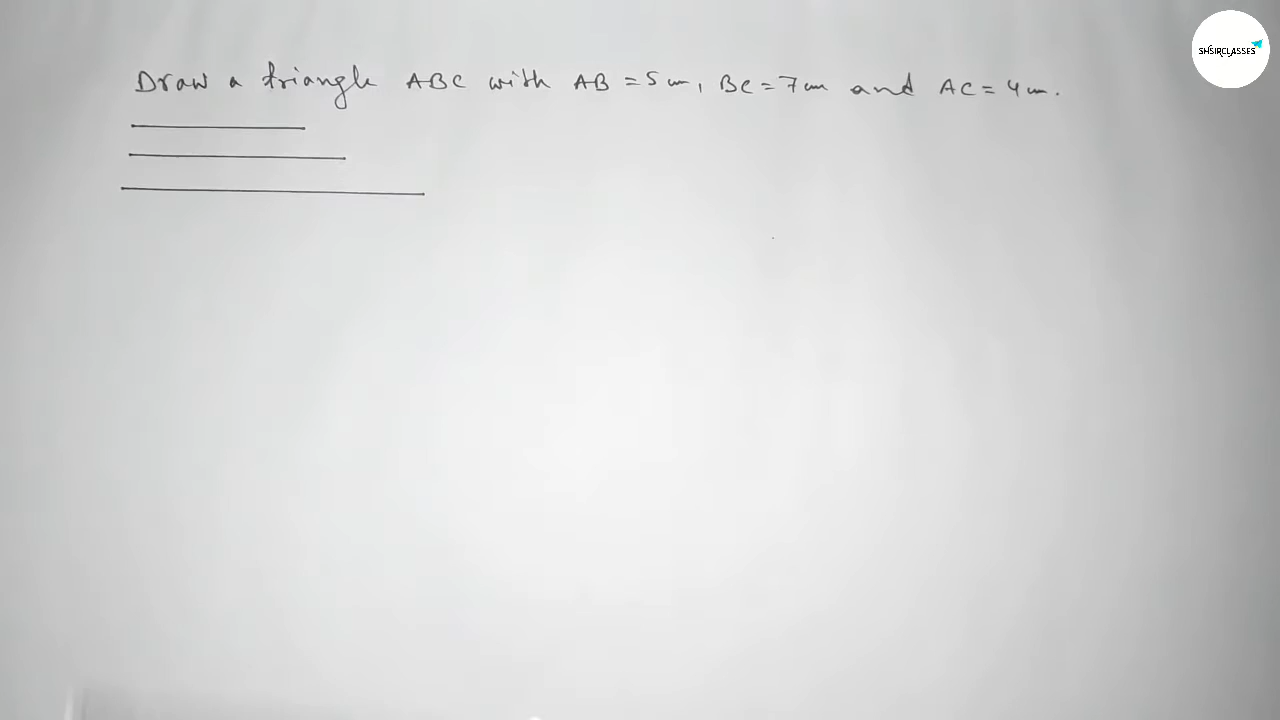 SHSIRCLASSES
Draw a triangle ABC with AB = 5 cm, BC = 7 cm and AC = 4 cm.